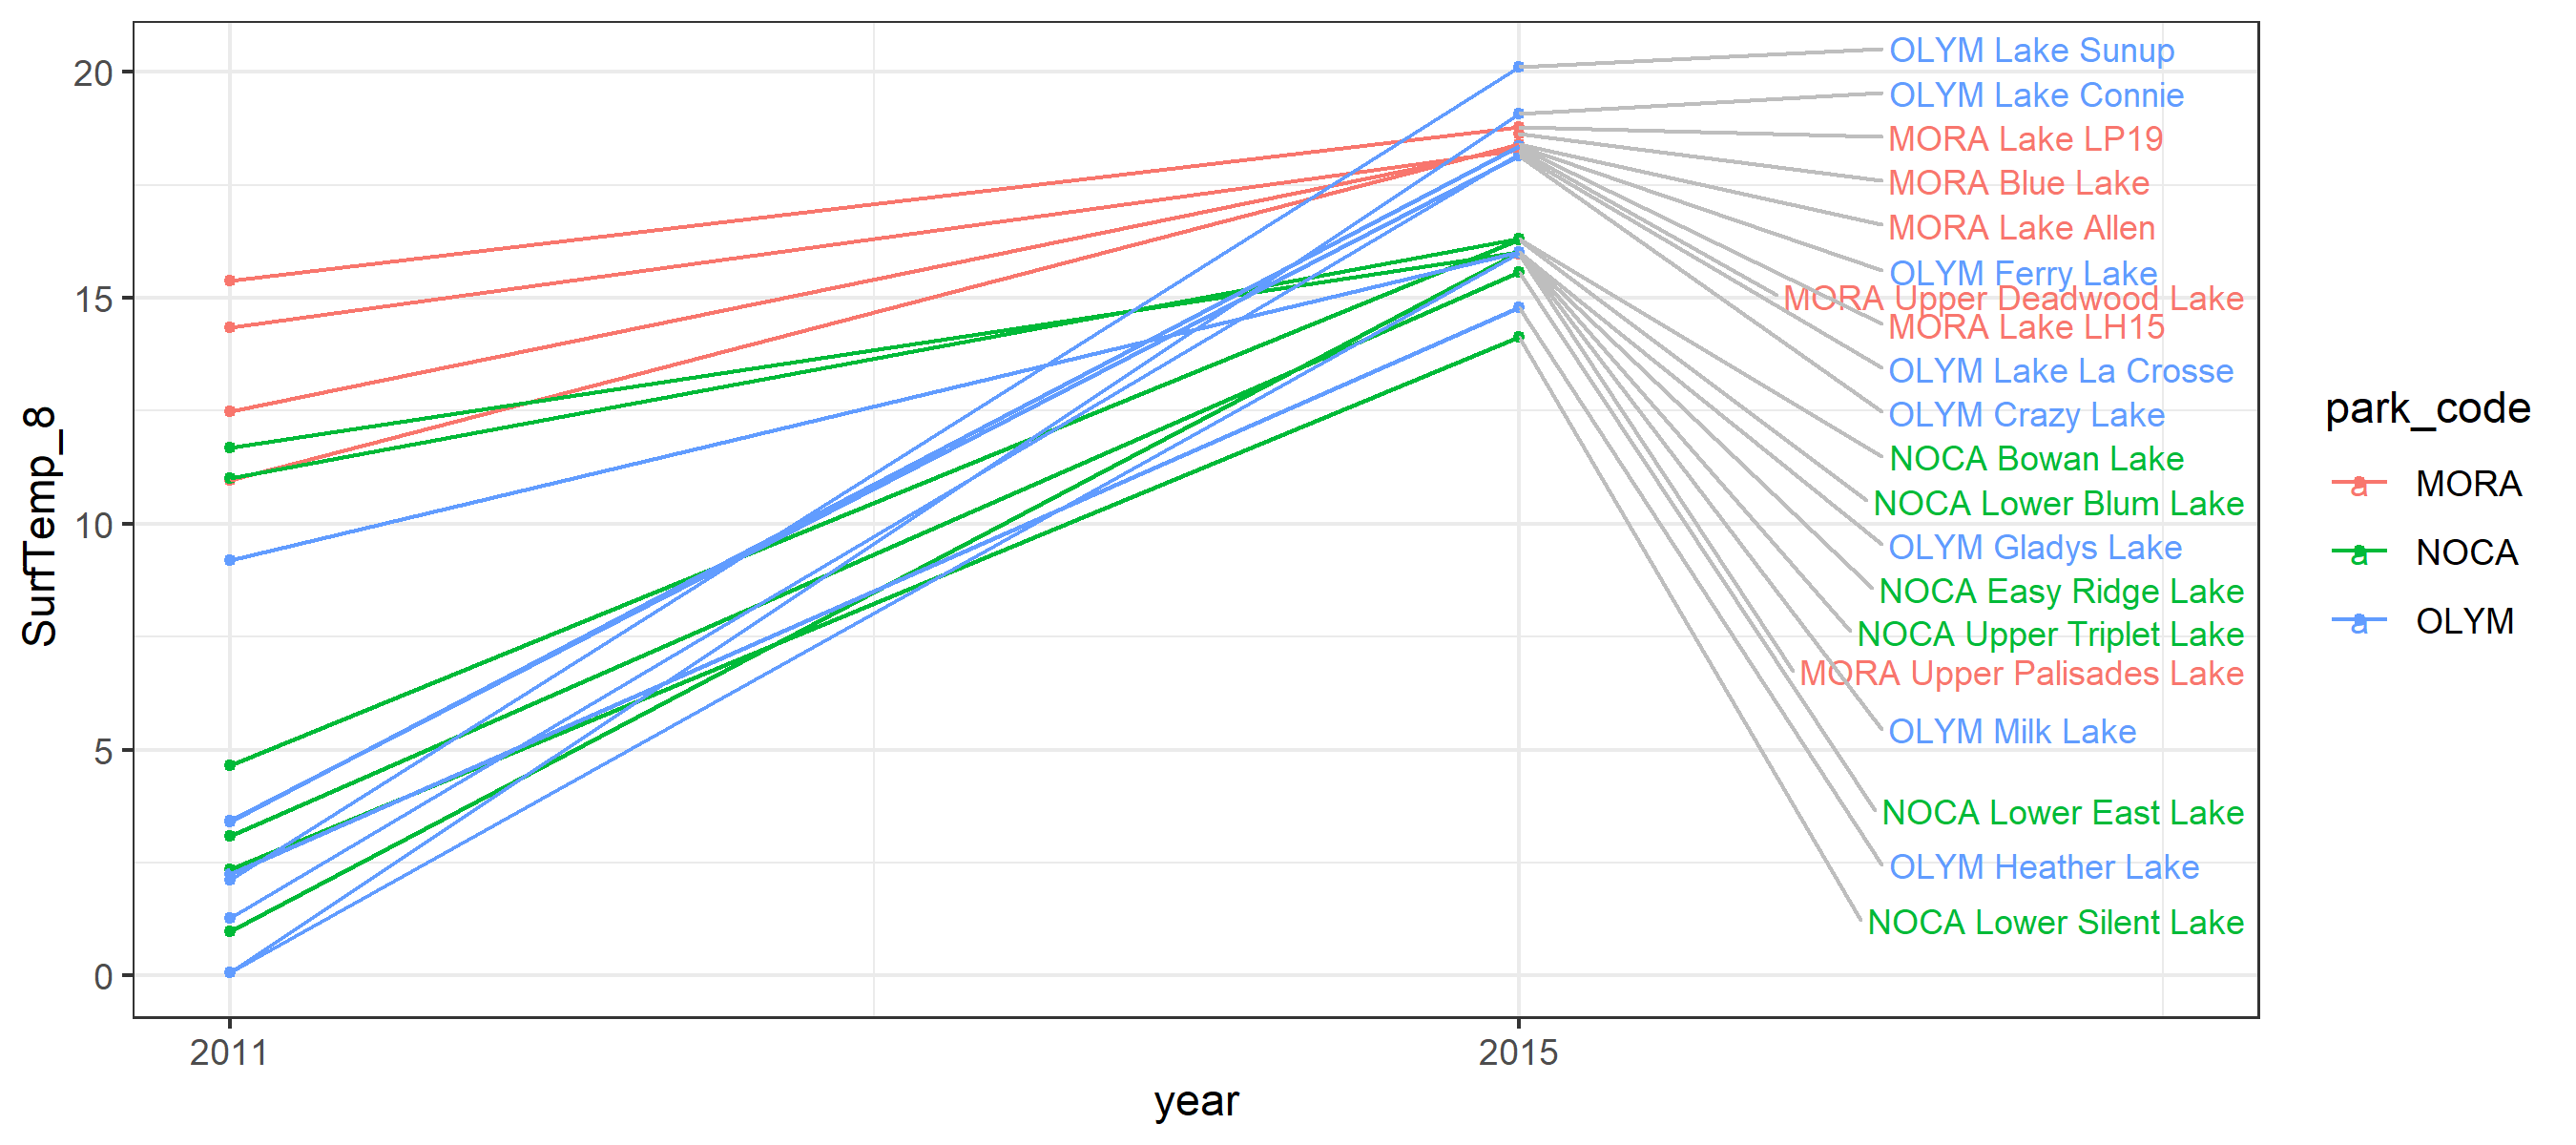 20
15
10
5
0
SurfTemp_8
2011
2015
year
OLYM Lake Sunup
OLYM Lake Connie
MORA Lake LP19
MORA Blue Lake
MORA Lake Allen
OLYM Ferry Lake
MORA Upper Deadwood Lake
MORA Lake LH15
OLYM Lake La Crosse
OLYM Crazy Lake
NOCA Bowan Lake
NOCA Lower Blum Lake
OLYM Gladys Lake
NOCA Easy Ridge Lake
NOCA Upper Triplet Lake
MORA Upper Palisades Lake
OLYM Milk Lake
NOCA Lower East Lake
OLYM Heather Lake
NOCA Lower Silent Lake
park_code
a MORA
a NOCA
a OLYM